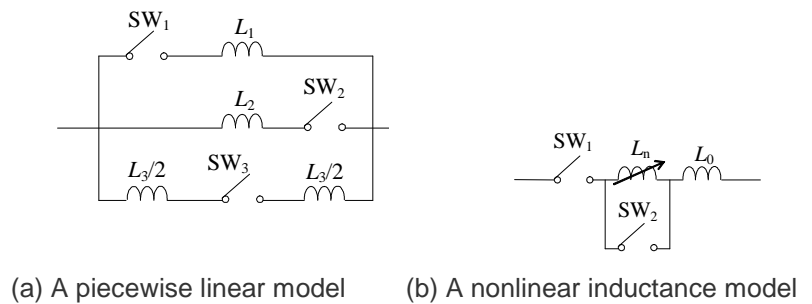 SW₁
L₁
L₂
SW₂
L₃/2
SW₃
L₃/2
SW₁
Lₙ
L₀
SW₂
(a) A piecewise linear model
(b) A nonlinear inductance model